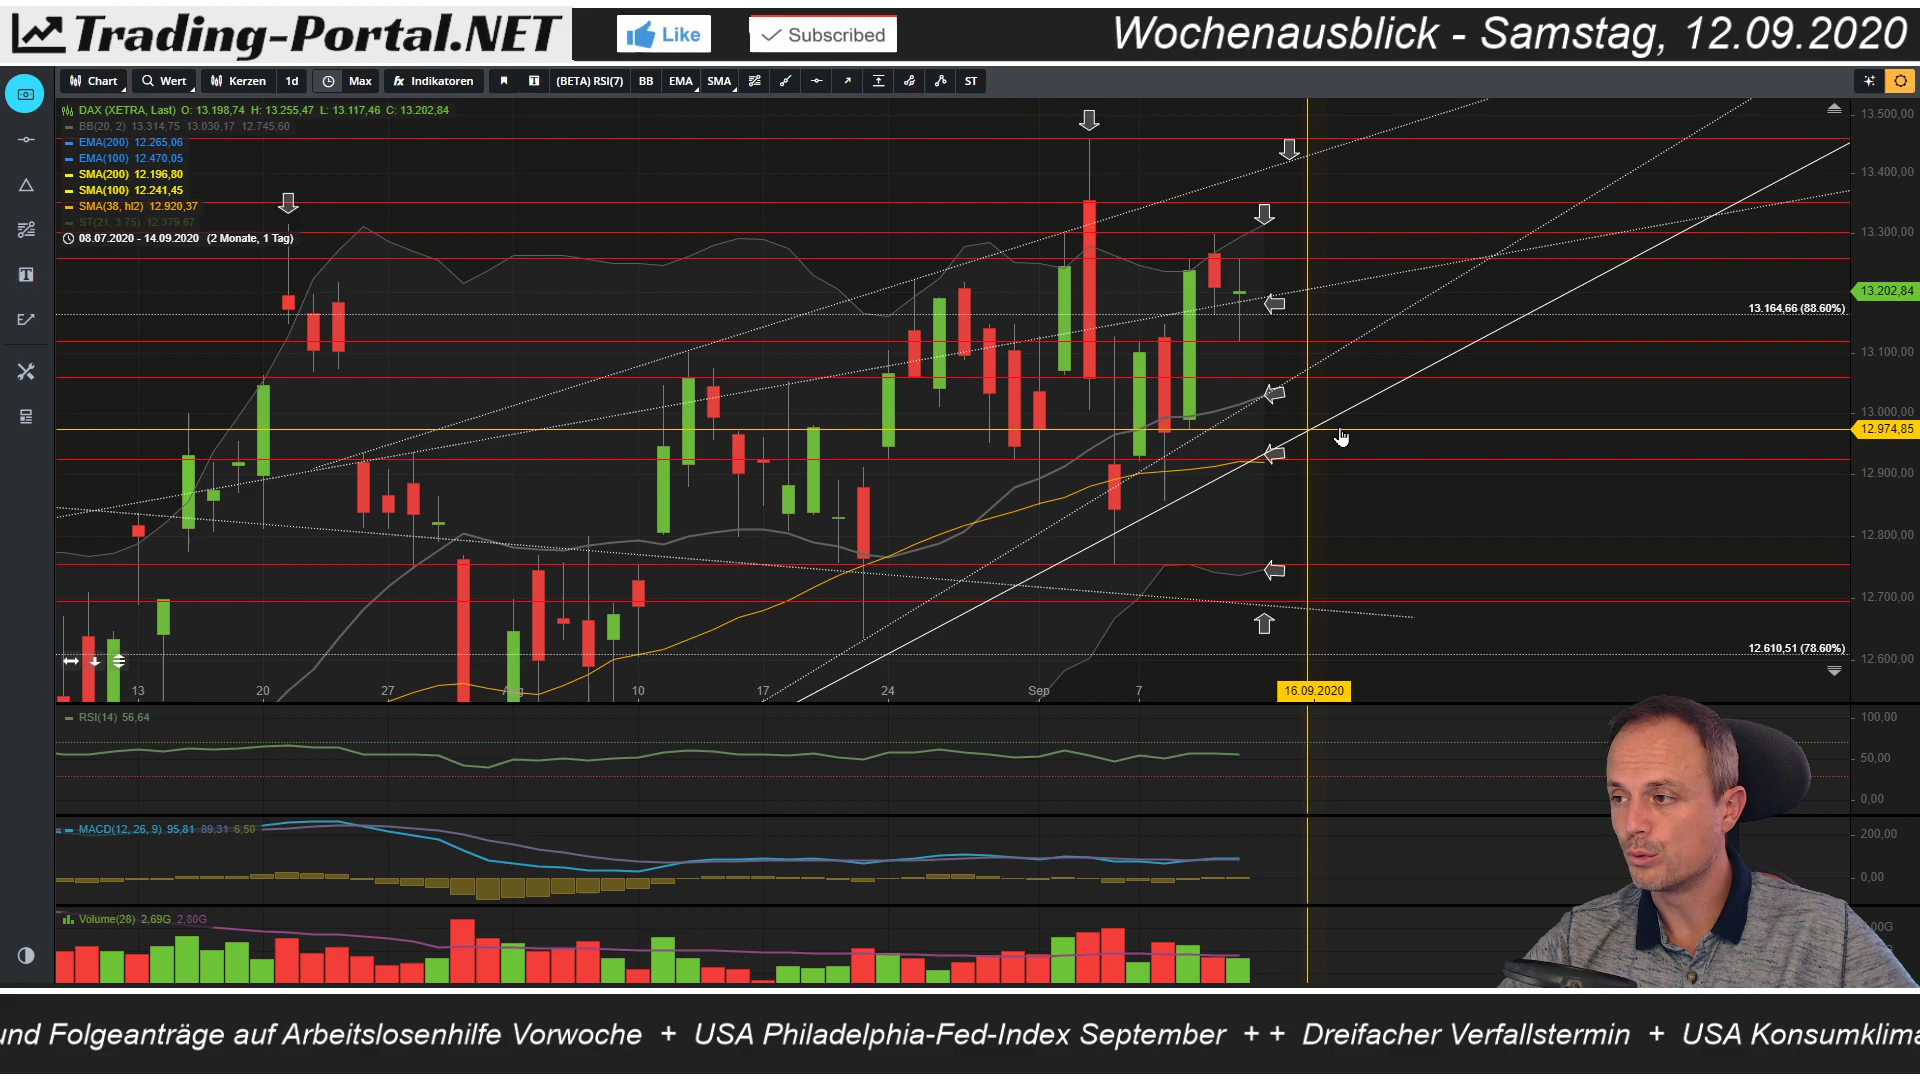 Trading-Portal.NET
Like
Subscribed
Wochenausblick - Samstag, 12.09.2020
Chart
Wert
Kerzen
1d
Max
fx Indikatoren
(BETA) RSI(7)
BB
EMA
SMA
ST
DAX (XETRA, Last) O: 13.198,74 H: 13.255,47 L: 13.117,46 C: 13.202,84
BB(20, 2) 13.314,75 13.030,17 12.745,60
EMA(200) 12.265,06
EMA(100) 12.470,05
SMA(200) 12.196,80
SMA(100) 12.241,45
SMA(38, hl2) 12.920,37
ST(21, 3.75) 12.379,67
08.07.2020 - 14.09.2020 (2 Monate, 1 Tag)
13.500,00
13.400,00
13.300,00
13.202,84
13.164,66 (88.60%)
13.100,00
13.000,00
12.974,85
12.900,00
12.800,00
12.700,00
12.610,51 (78.60%)
12.600,00
13
20
27
Aug
10
17
24
Sep
7
16.09.2020
RSI(14) 56,64
100,00
50,00
0,00
MACD(12, 26, 9) 95,81 89,31 6,50
200,00
0,00
Volume(28) 2,69G 2,80G
und Folgeanträge auf Arbeitslosenhilfe Vorwoche + USA Philadelphia-Fed-Index September + + Dreifacher Verfallstermin + USA Konsumklima